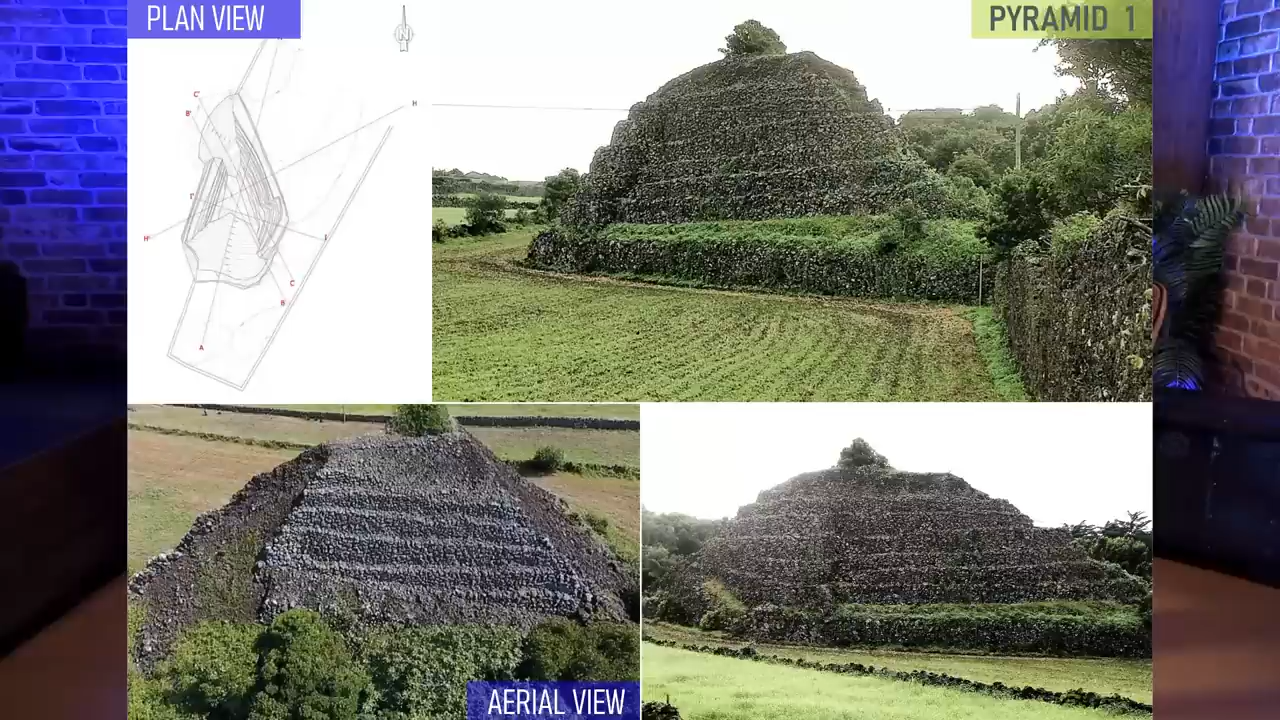 PLAN VIEW
PYRAMID 1
N
C'
B'
H
I'
H'
I
C
B
A
AERIAL VIEW